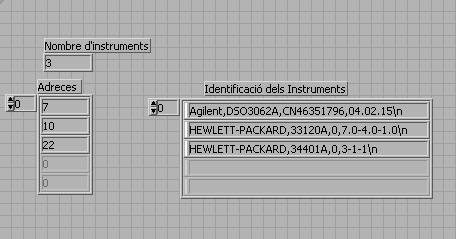 Nombre d'instruments
3
Adreces
0
7
10
22
0
0
Identificació dels Instruments
0
Agilent,DSO3062A,CN46351796,04.02.15\n
HEWLETT-PACKARD,33120A,0,7.0-4.0-1.0\n
HEWLETT-PACKARD,34401A,0,3-1-1\n